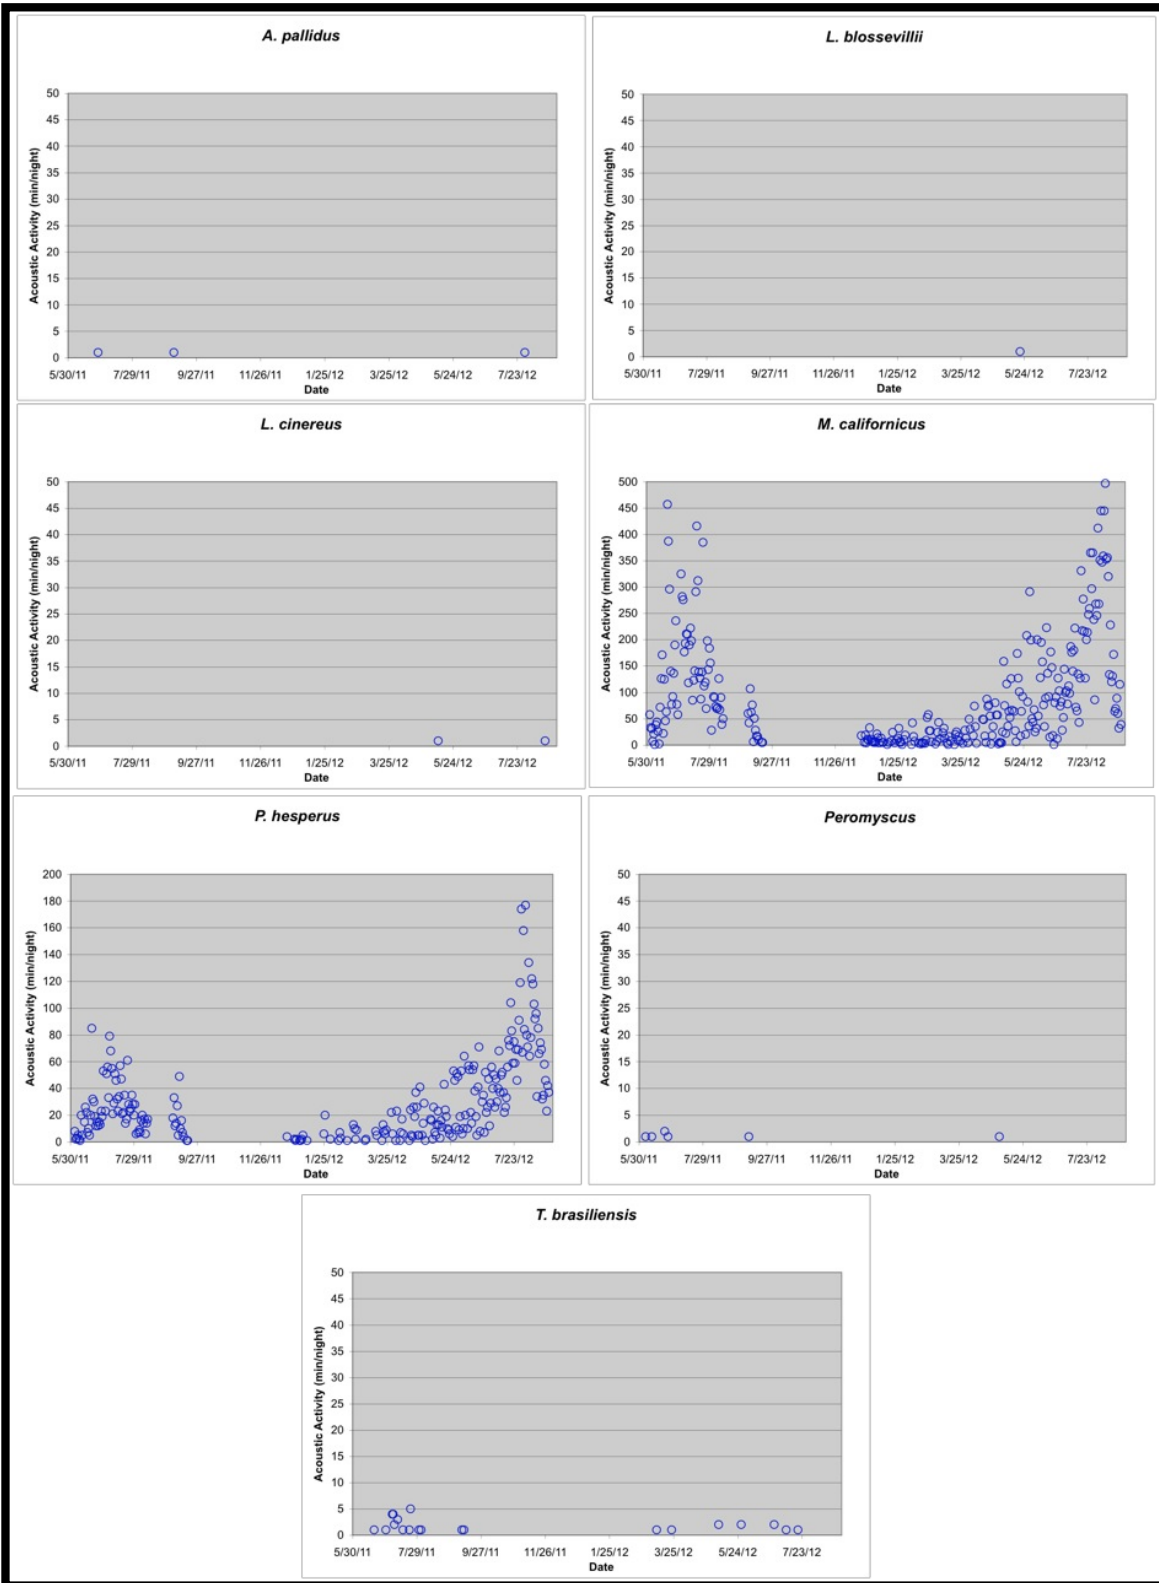 A. pallidus
Acoustic Activity (min/night)
50
45
40
35
30
25
20
15
10
5
0
5/30/11 7/29/11 9/27/11 11/26/11 1/25/12 3/25/12 5/24/12 7/23/12
Date
L. blossevillii
Acoustic Activity (min/night)
50
45
40
35
30
25
20
15
10
5
0
5/30/11 7/29/11 9/27/11 11/26/11 1/25/12 3/25/12 5/24/12 7/23/12
Date
L. cinereus
Acoustic Activity (min/night)
50
45
40
35
30
25
20
15
10
5
0
5/30/11 7/29/11 9/27/11 11/26/11 1/25/12 3/25/12 5/24/12 7/23/12
Date
M. californicus
Acoustic Activity (min/night)
500
450
400
350
300
250
200
150
100
50
0
5/30/11 7/29/11 9/27/11 11/26/11 1/25/12 3/25/12 5/24/12 7/23/12
Date
P. hesperus
Acoustic Activity (min/night)
200
180
160
140
120
100
80
60
40
20
0
5/30/11 7/29/11 9/27/11 11/26/11 1/25/12 3/25/12 5/24/12 7/23/12
Date
Peromyscus
Acoustic Activity (min/night)
50
45
40
35
30
25
20
15
10
5
0
5/30/11 7/29/11 9/27/11 11/26/11 1/25/12 3/25/12 5/24/12 7/23/12
Date
T. brasiliensis
Acoustic Activity (min/night)
50
45
40
35
30
25
20
15
10
5
0
5/30/11 7/29/11 9/27/11 11/26/11 1/25/12 3/25/12 5/24/12 7/23/12
Date